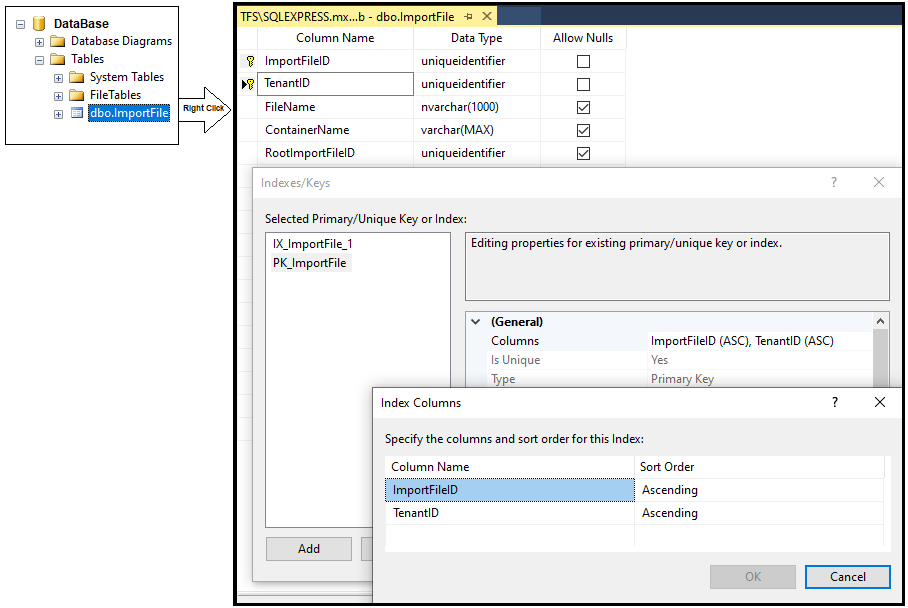 DataBase
Database Diagrams
Tables
System Tables
FileTables
dbo.ImportFile
Right Click
TFS\SQLEXPRESS.mx...b - dbo.ImportFile
Column Name Data Type Allow Nulls
ImportFileID uniqueidentifier
TenantID uniqueidentifier
FileName nvarchar(1000)
ContainerName varchar(MAX)
RootImportFileID uniqueidentifier
Indexes/Keys ?
Selected Primary/Unique Key or Index:
IX_ImportFile_1
PK_ImportFile
Editing properties for existing primary/unique key or index.
(General)
Columns ImportFileID (ASC), TenantID (ASC)
Is Unique Yes
Type Primary Key
Add
Index Columns ?
Specify the columns and sort order for this Index:
Column Name Sort Order
ImportFileID Ascending
TenantID Ascending
OK Cancel